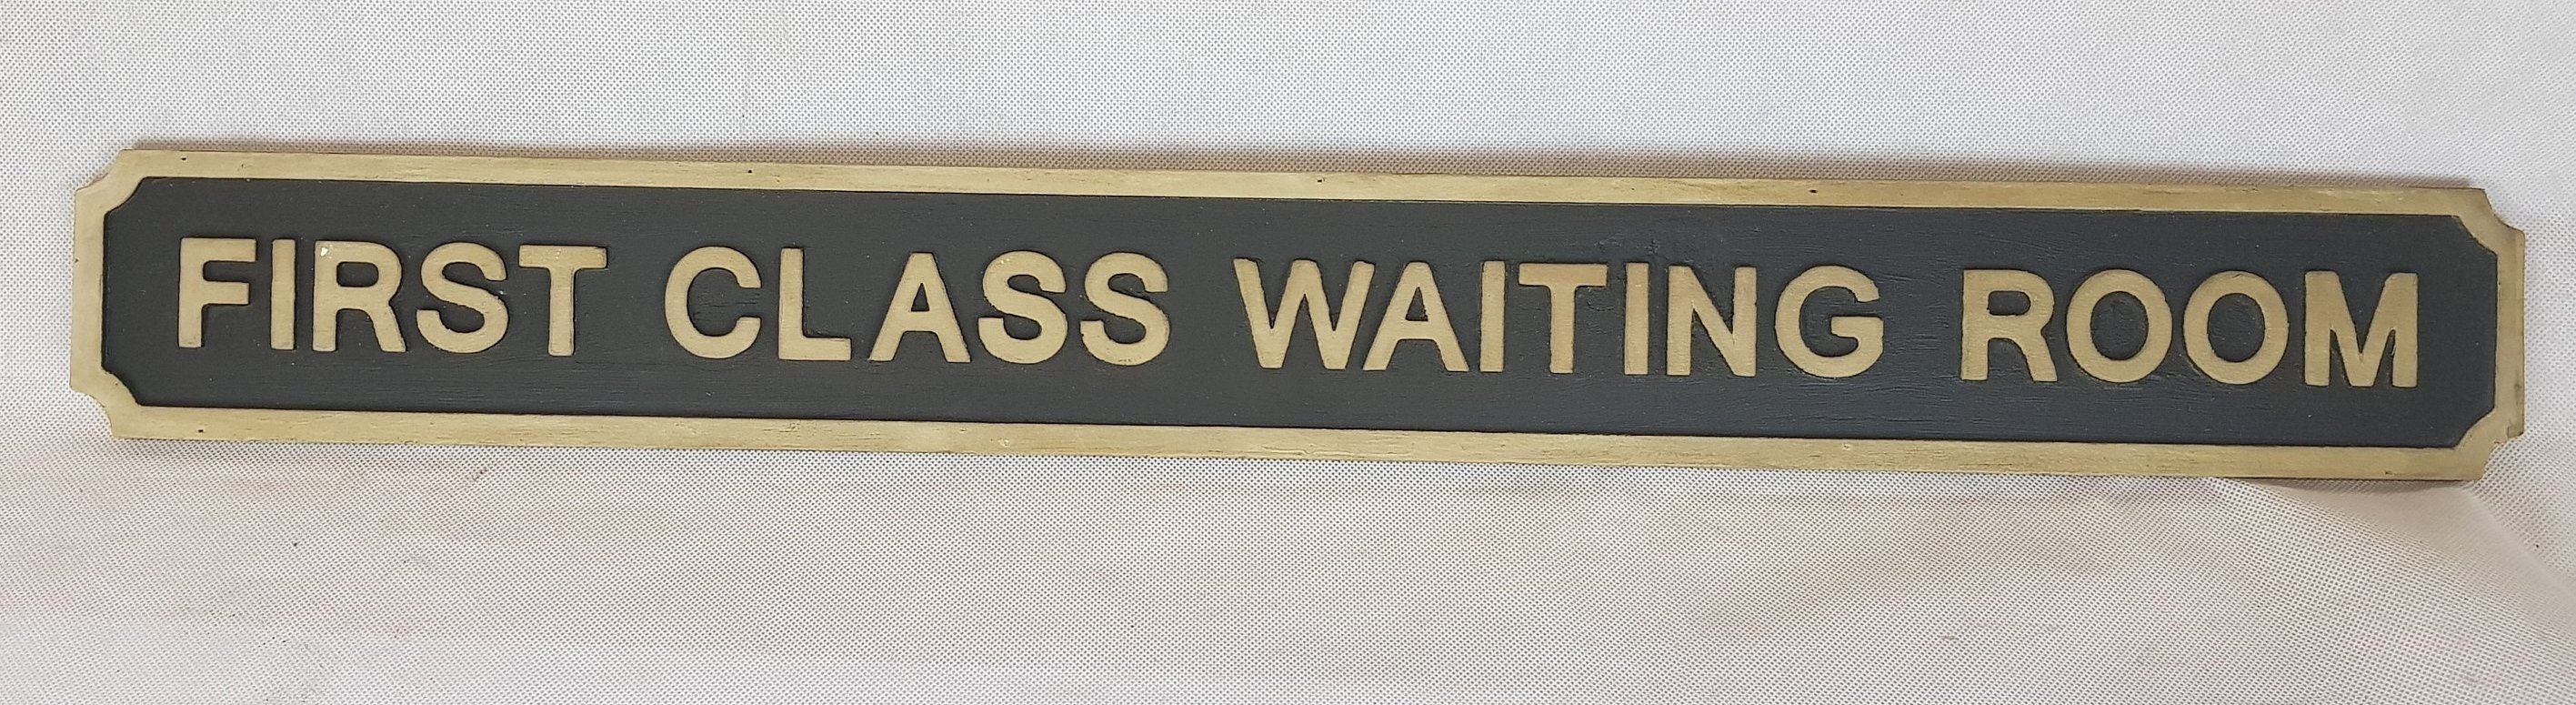 FIRST CLASS WAITING ROOM